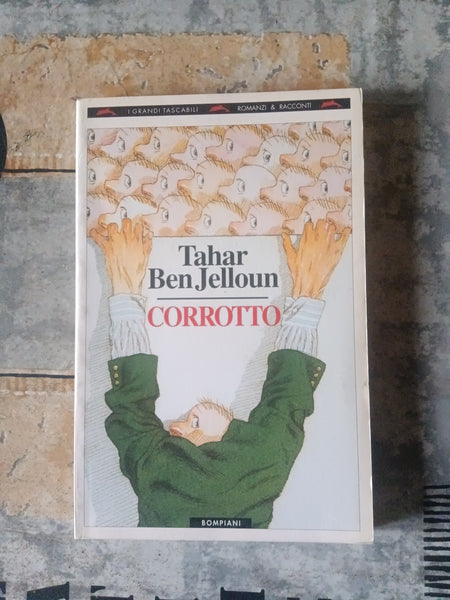 I GRANDI TASCABILI
ROMANZI & RACCONTI
Tahar
Ben Jelloun
CORROTTO
BOMPIANI